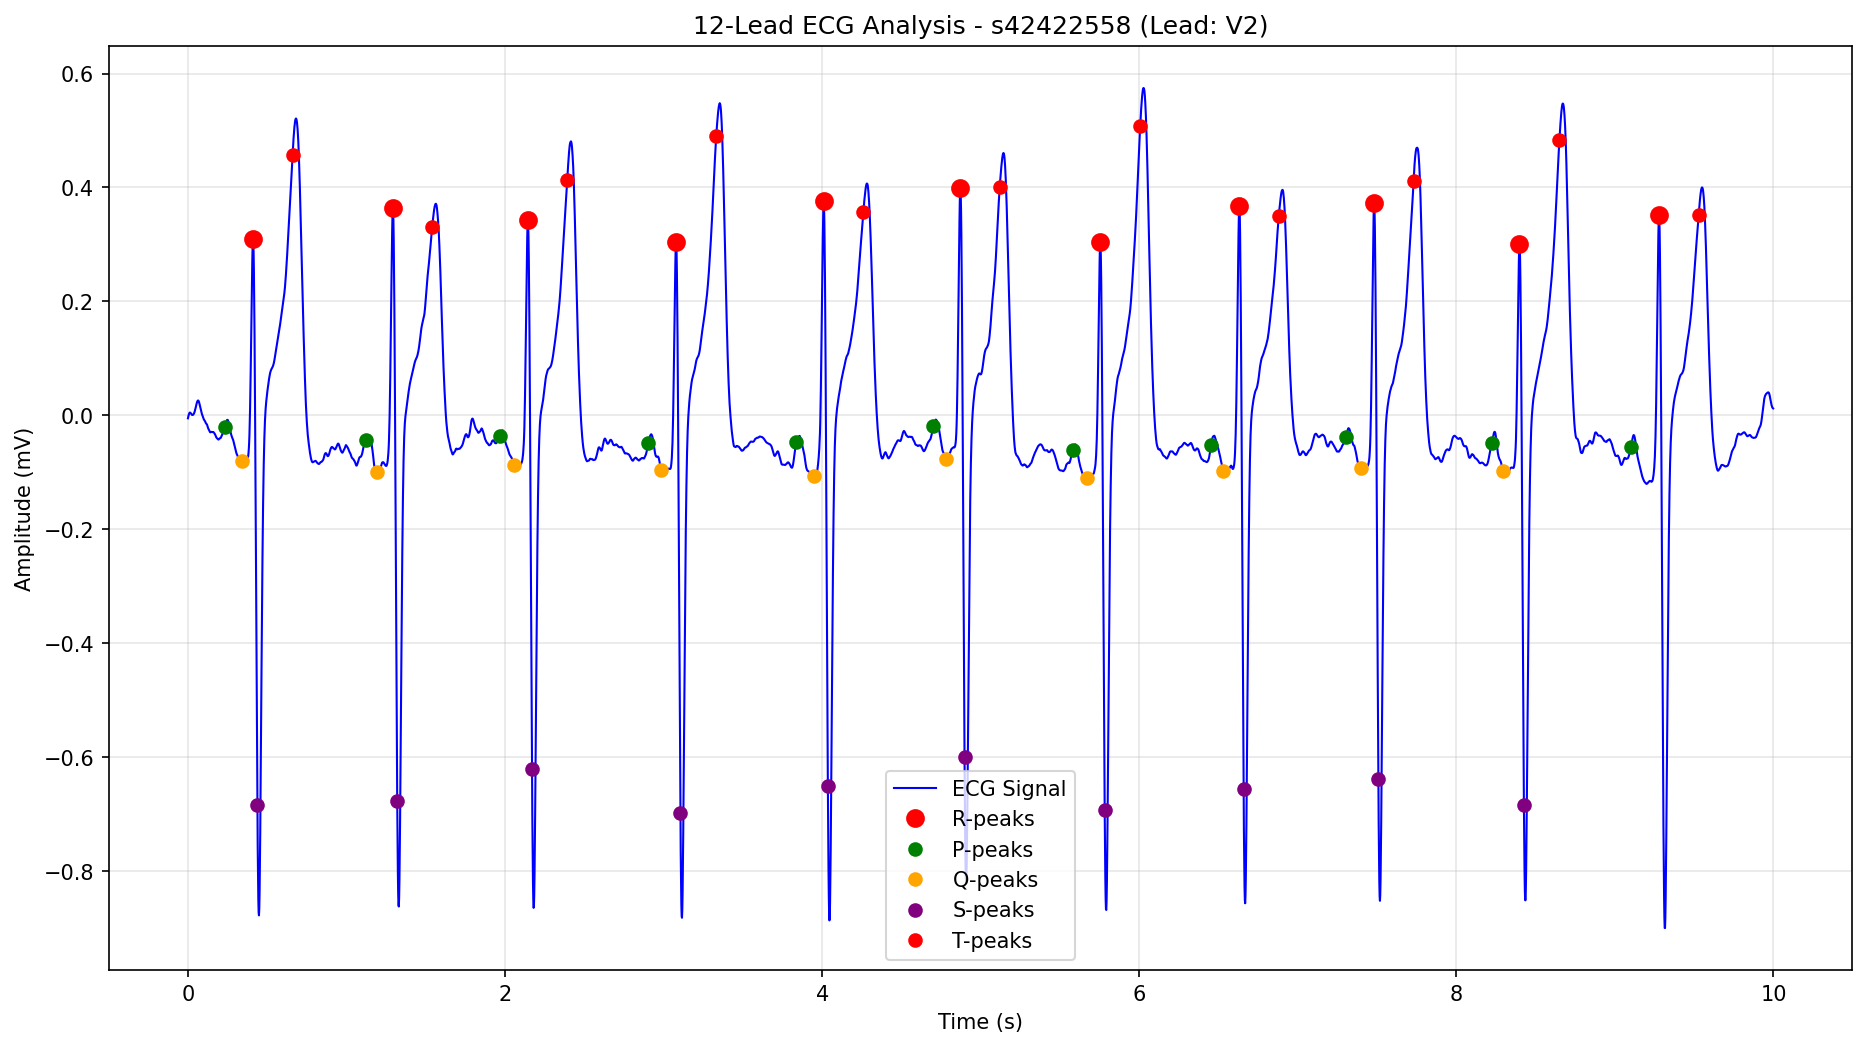 12-Lead ECG Analysis - s42422558 (Lead: V2)
Amplitude (mV)
0.6
0.4
0.2
0.0
−0.2
−0.4
−0.6
−0.8
ECG Signal
R-peaks
P-peaks
Q-peaks
S-peaks
T-peaks
0 2 4 6 8 10
Time (s)